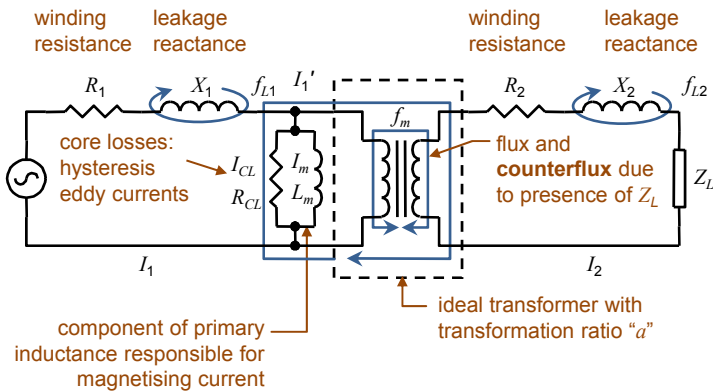 winding
resistance
leakage
reactance
winding
resistance
leakage
reactance
R1
X1
fL1
I1'
R2
X2
fL2
core losses:
hysteresis
eddy currents
ICL
RCL
Im
Lm
fm
flux and
counterflux due
to presence of ZL
ZL
I1
I2
component of primary
inductance responsible for
magnetising current
ideal transformer with
transformation ratio “a”